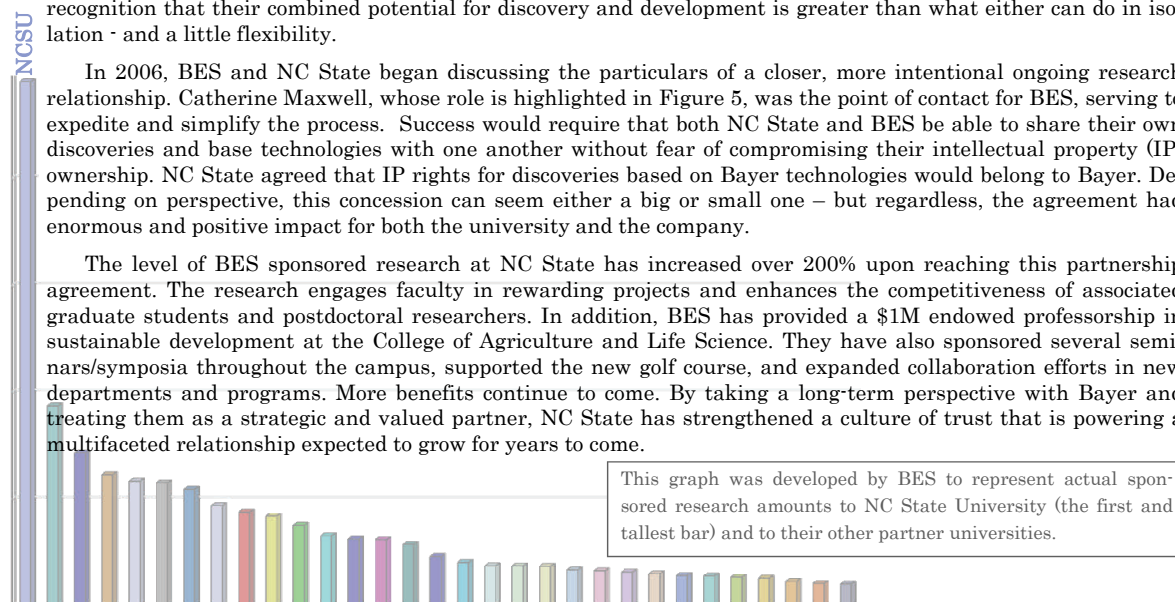 recognition that their combined potential for discovery and development is greater than what either can do in iso
lation - and a little flexibility.
NCSU
In 2006, BES and NC State began discussing the particulars of a closer, more intentional ongoing research
relationship. Catherine Maxwell, whose role is highlighted in Figure 5, was the point of contact for BES, serving to
expedite and simplify the process. Success would require that both NC State and BES be able to share their own
discoveries and base technologies with one another without fear of compromising their intellectual property (IP
ownership. NC State agreed that IP rights for discoveries based on Bayer technologies would belong to Bayer. De
pending on perspective, this concession can seem either a big or small one – but regardless, the agreement had
enormous and positive impact for both the university and the company.
The level of BES sponsored research at NC State has increased over 200% upon reaching this partnership
agreement. The research engages faculty in rewarding projects and enhances the competitiveness of associated
graduate students and postdoctoral researchers. In addition, BES has provided a $1M endowed professorship in
sustainable development at the College of Agriculture and Life Science. They have also sponsored several semi
nars/symposia throughout the campus, supported the new golf course, and expanded collaboration efforts in new
departments and programs. More benefits continue to come. By taking a long-term perspective with Bayer and
treating them as a strategic and valued partner, NC State has strengthened a culture of trust that is powering a
multifaceted relationship expected to grow for years to come.
This graph was developed by BES to represent actual spon-
sored research amounts to NC State University (the first and
tallest bar) and to their other partner universities.